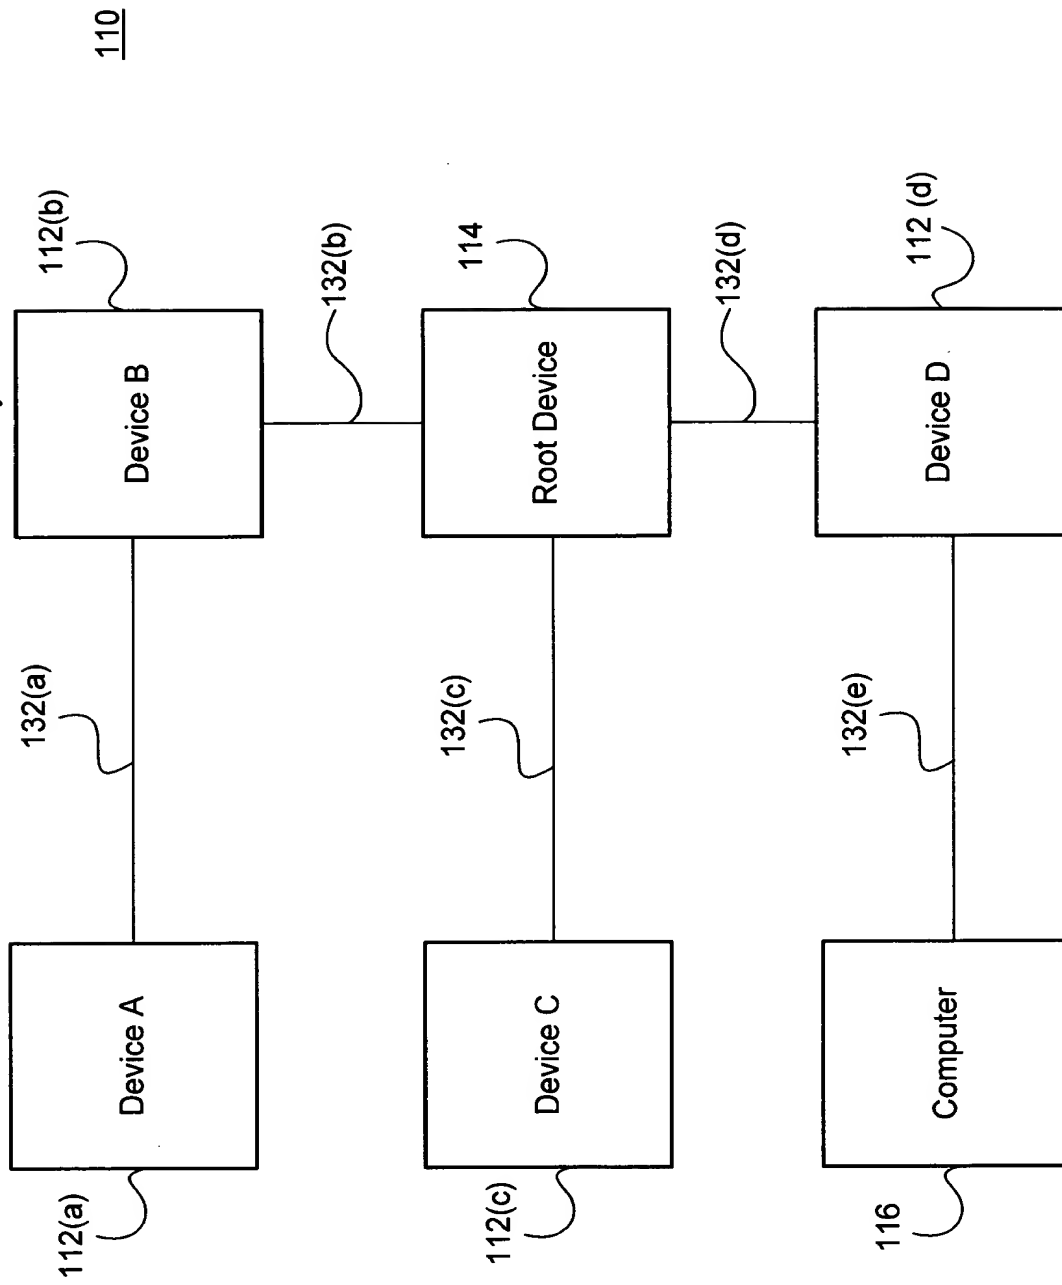 110
112(a)
132(a)
112(b)
Device A
Device B
132(b)
112(c)
132(c)
114
Device C
Root Device
132(d)
116
132(e)
112 (d)
Computer
Device D